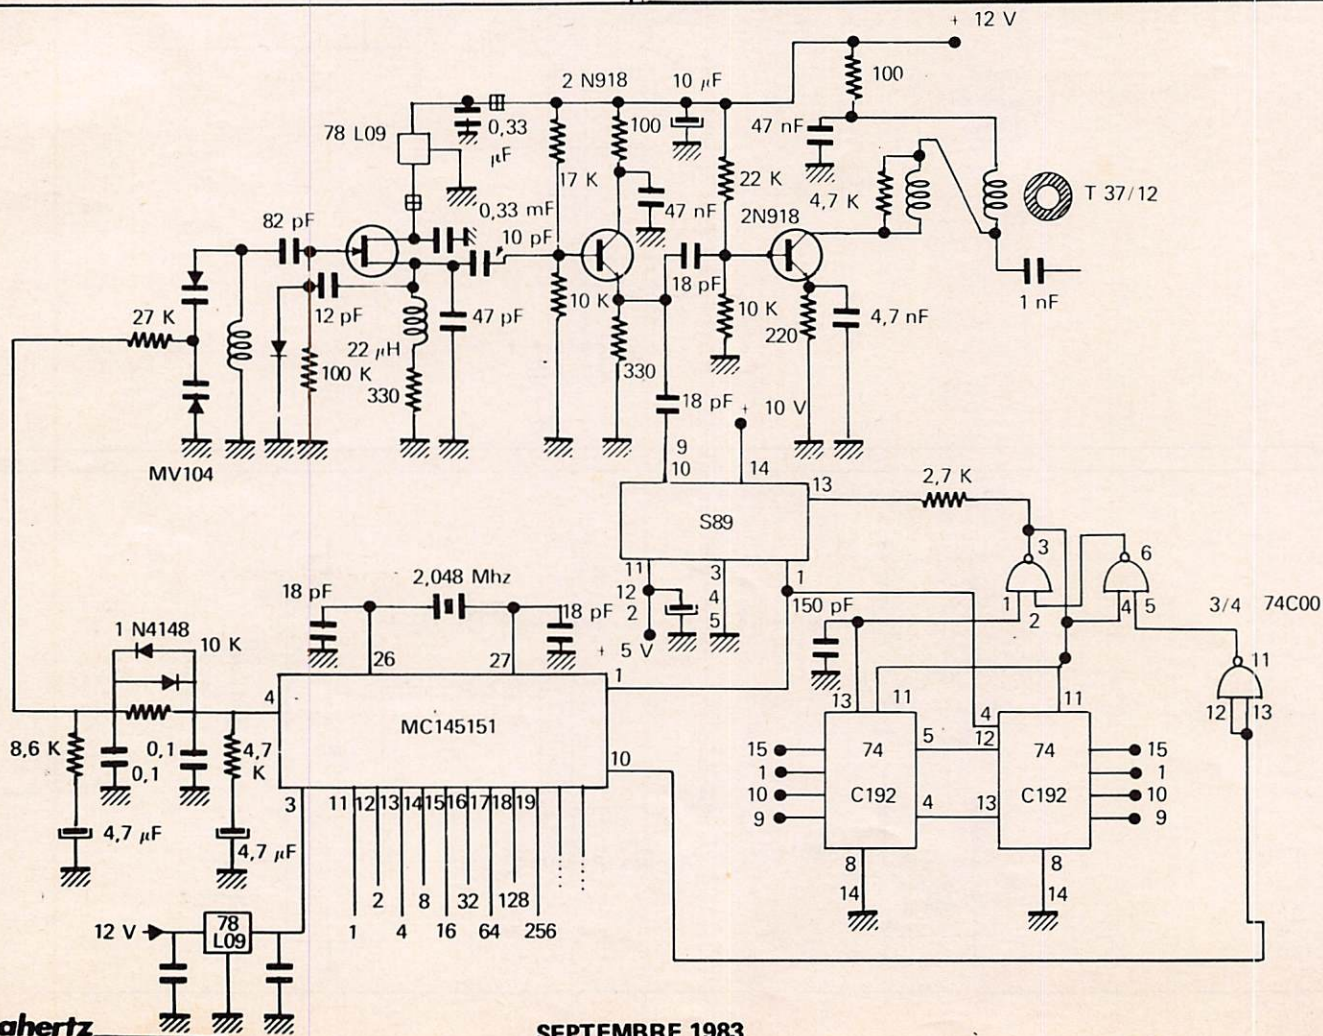 + 12 V
100
2 N918
10 µF
78 L09
0,33
µF
100
47 nF
17 K
22 K
4,7 K
T 37/12
0,33 mF
47 nF
2N918
82 pF
10 pF
18 pF
1 nF
27 K
12 pF
10 K
10 K
47 pF
220
4,7 nF
22 µH
100 K
330
330
18 pF
+ 10 V
MV104
9
10
14
13
2,7 K
S89
3
6
11
12
2
3
4
5
1
1
2
4
5
3/4 74C00
18 pF
2,048 Mhz
18 pF
150 pF
+ 5 V
1 N4148
10 K
26
27
11
12
13
4
1
13
11
11
MC145151
4
12
5
74
C192
74
C192
15
1
10
9
15
1
10
9
4
13
8,6 K
0,1
0,1
4,7
K
10
3
11
12
13
14
15
16
17
18
19
4,7 µF
4,7 µF
8
14
8
14
1
2
4
8
16
32
64
128
256
12 V
78
L09
ahertz
SEPTEMBRE 1983